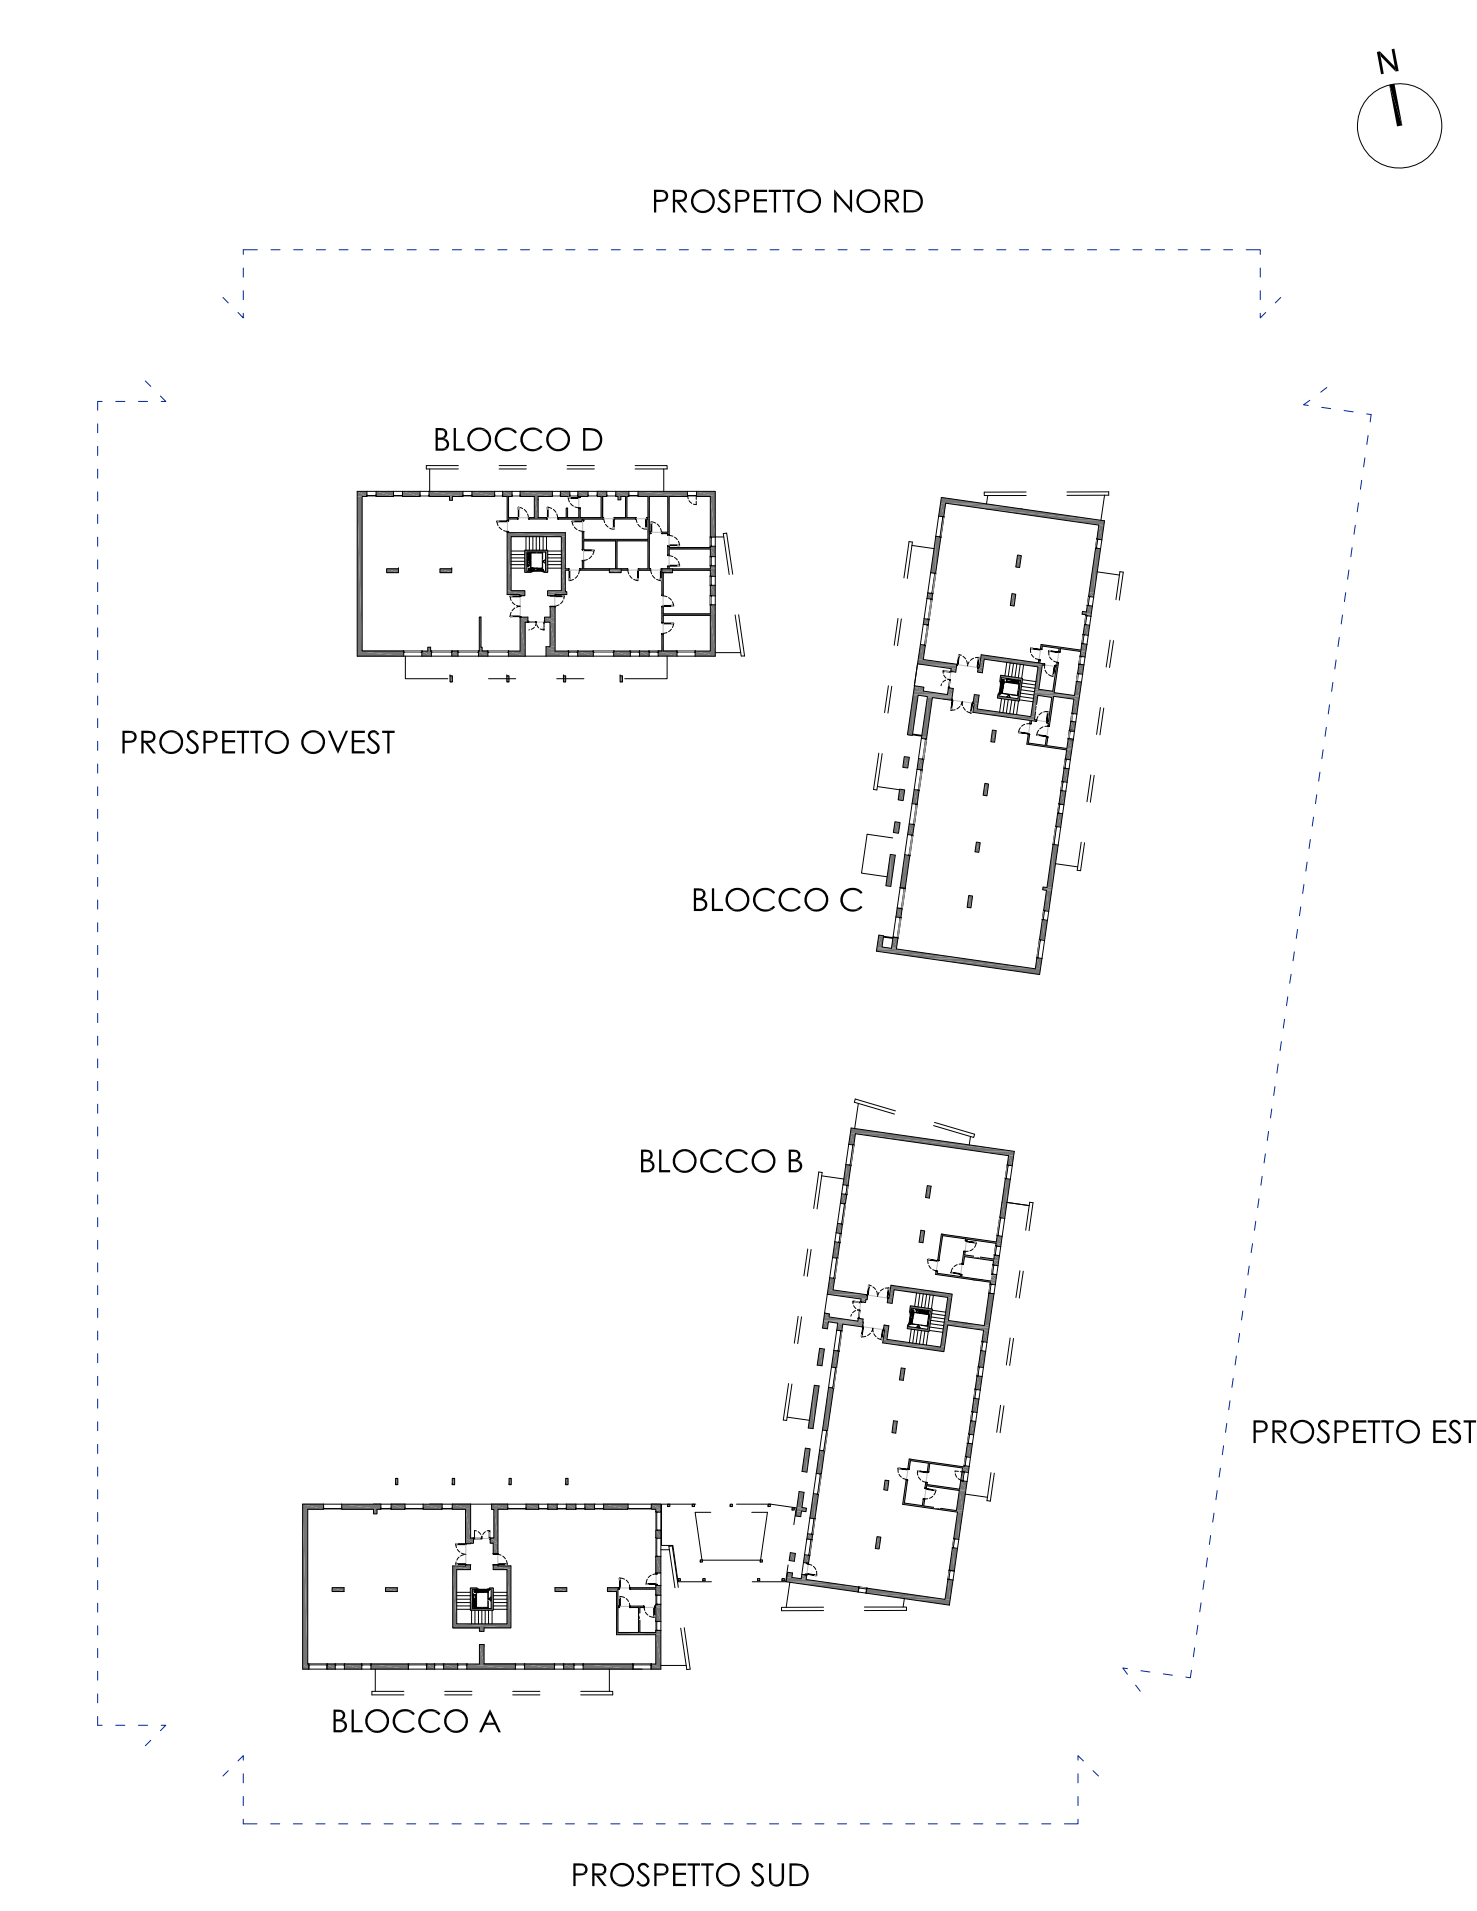 N
PROSPETTO NORD
BLOCCO D
PROSPETTO OVEST
BLOCCO C
BLOCCO B
PROSPETTO EST
BLOCCO A
PROSPETTO SUD